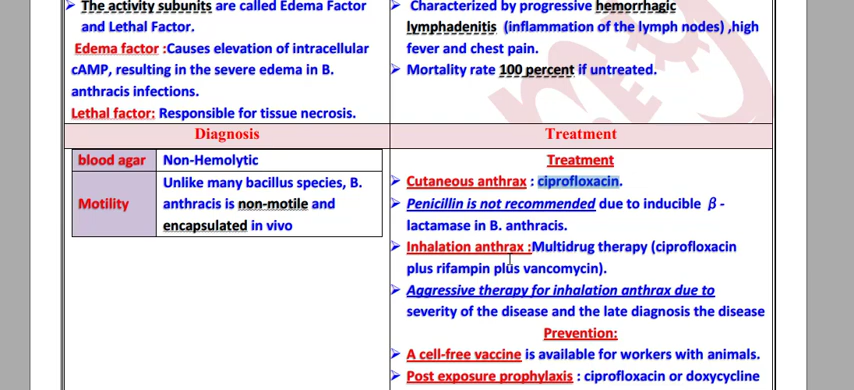 ➢ The activity subunits are called Edema Factor
and Lethal Factor.
Edema factor :Causes elevation of intracellular
cAMP, resulting in the severe edema in B.
anthracis infections.
Lethal factor: Responsible for tissue necrosis.
➢ Characterized by progressive hemorrhagic
lymphadenitis (inflammation of the lymph nodes) ,high
fever and chest pain.
➢ Mortality rate 100 percent if untreated.
Diagnosis
blood agar Non-Hemolytic
Motility
Unlike many bacillus species, B.
anthracis is non-motile and
encapsulated in vivo
Treatment
Treatment
➢ Cutaneous anthrax : ciprofloxacin.
➢ Penicillin is not recommended due to inducible β -
lactamase in B. anthracis.
➢ Inhalation anthrax :Multidrug therapy (ciprofloxacin
plus rifampin plus vancomycin).
➢ Aggressive therapy for inhalation anthrax due to
severity of the disease and the late diagnosis the disease
Prevention:
➢ A cell-free vaccine is available for workers with animals.
➢ Post exposure prophylaxis : ciprofloxacin or doxycycline